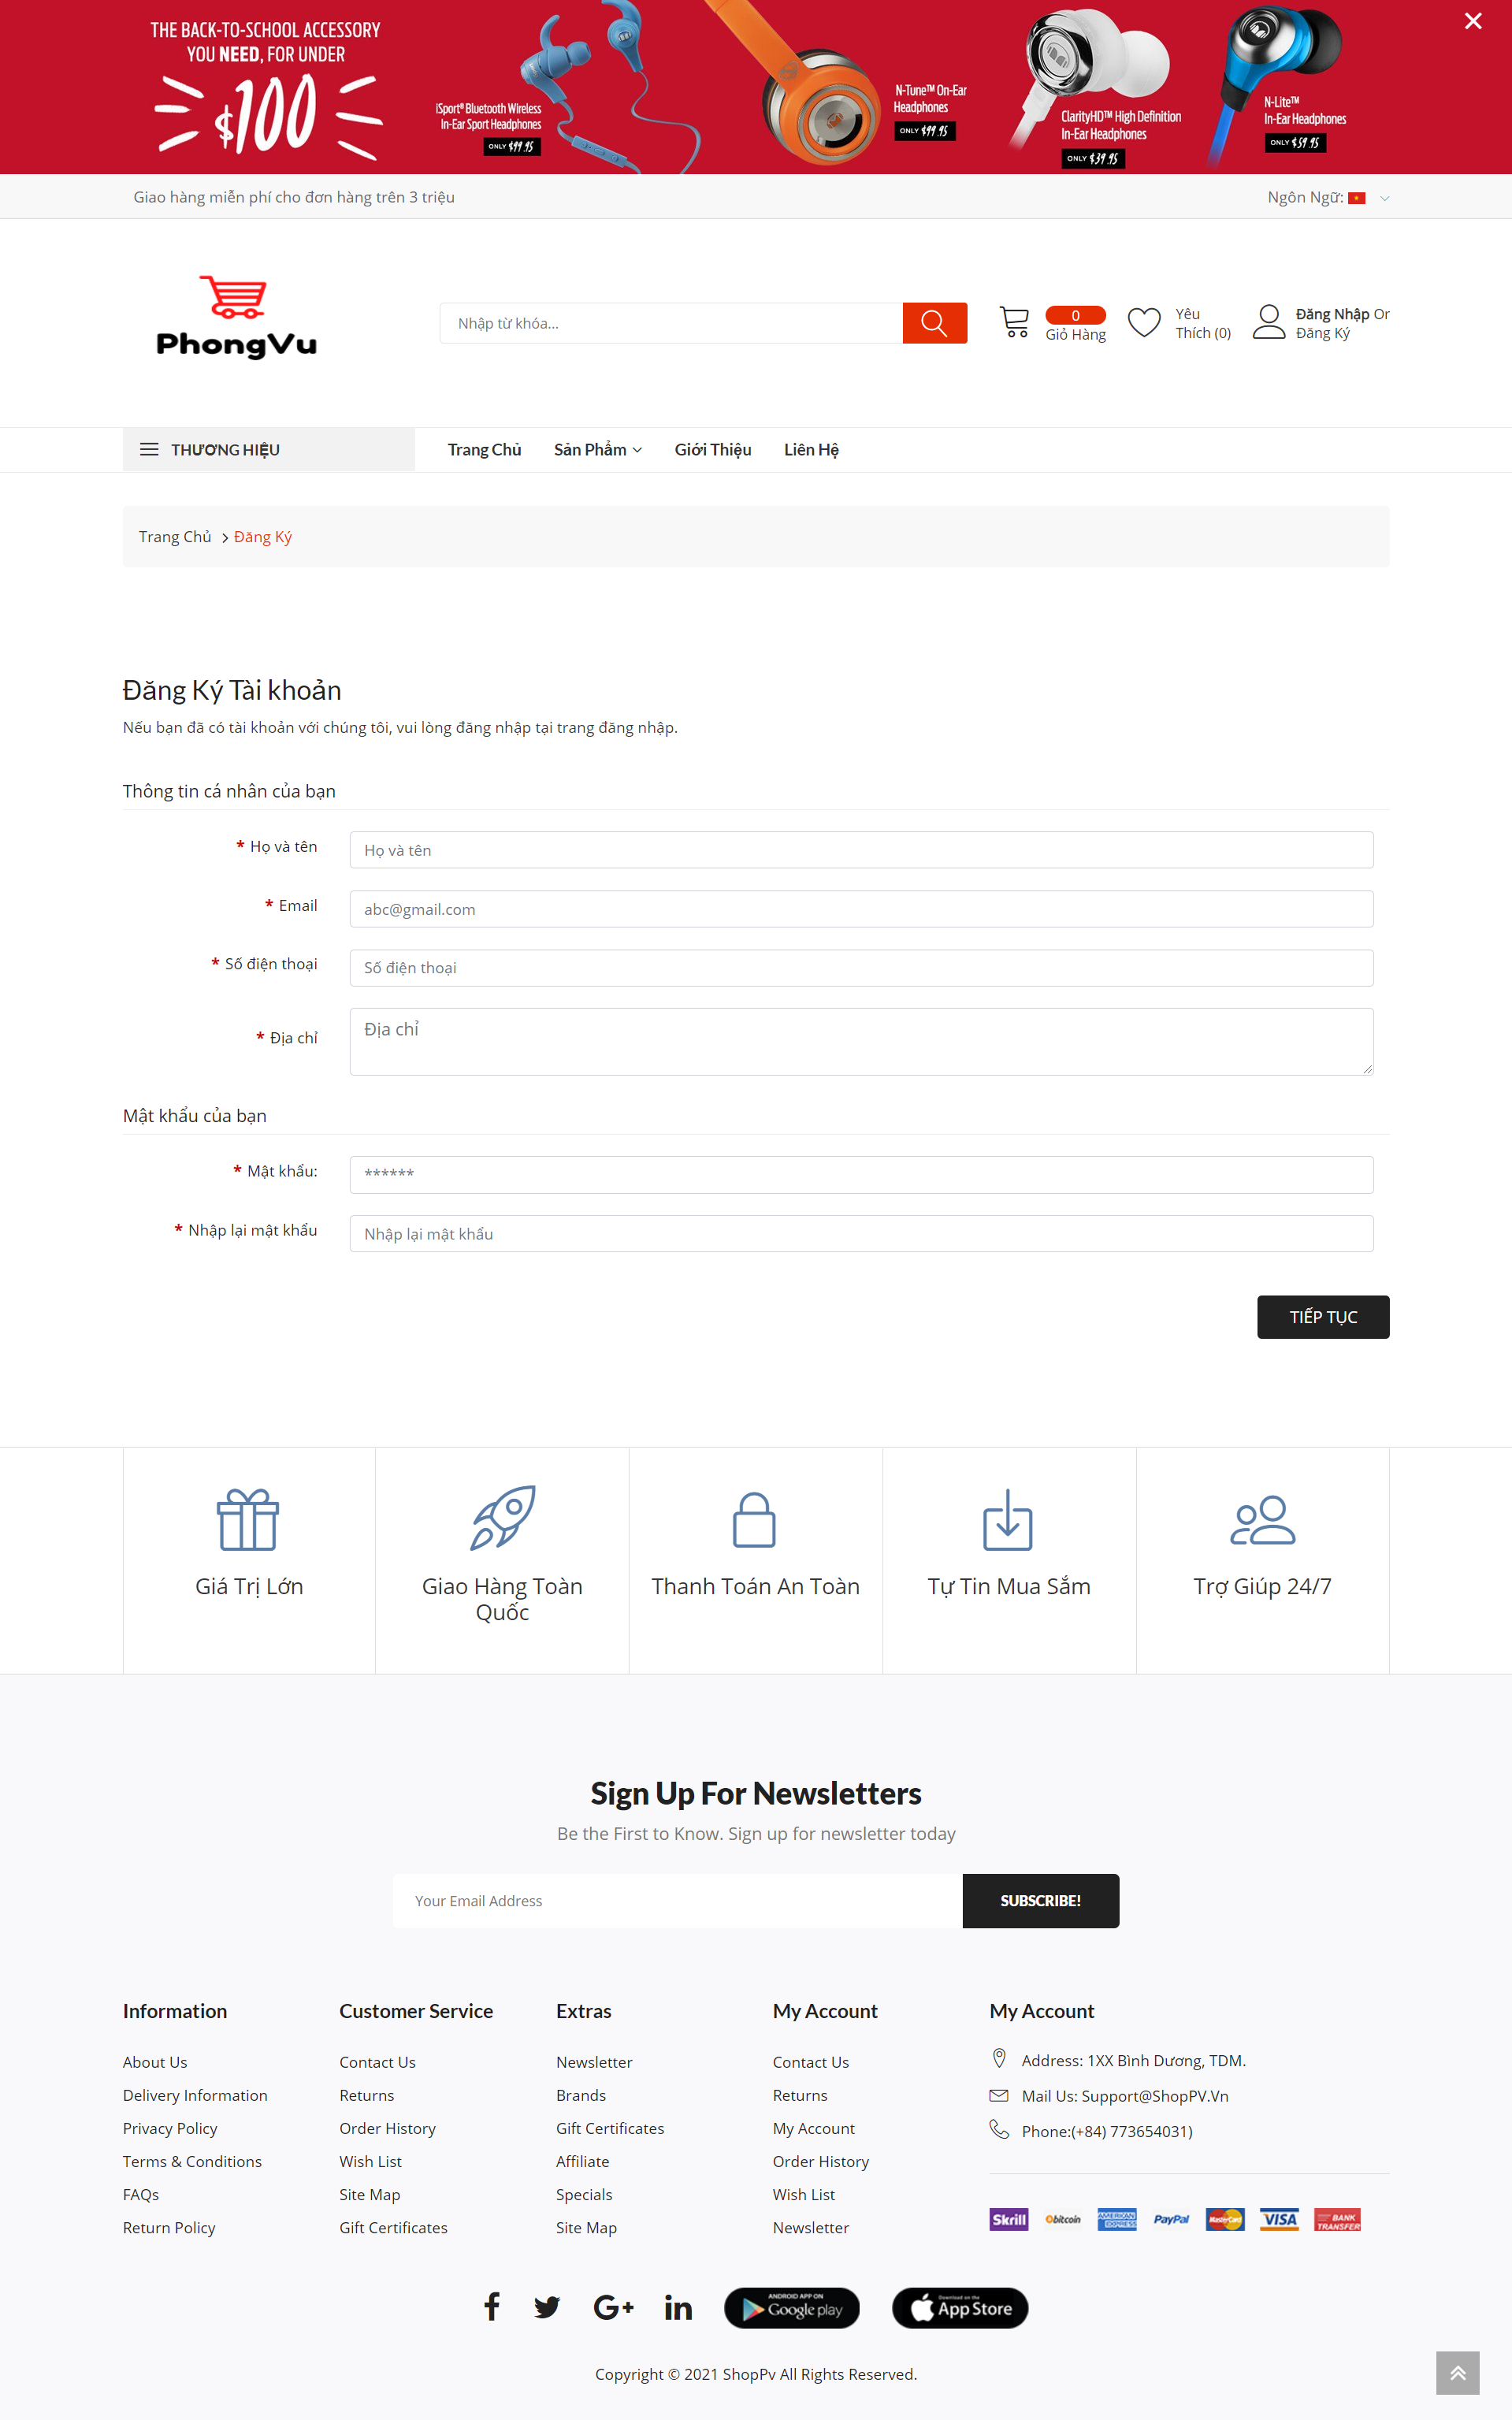 THE BACK-TO-SCHOOL ACCESSORY
YOU NEED, FOR UNDER
$100
iSport® Bluetooth Wireless
In-Ear Sport Headphones
ONLY $99.95
N-Tune™ On-Ear
Headphones
ONLY $99.95
ClarityHD™ High Definition
In-Ear Headphones
ONLY $39.95
N-Lite™
In-Ear Headphones
ONLY $59.95
Giao hàng miễn phí cho đơn hàng trên 3 triệu
Ngôn Ngữ:
PhongVu
Nhập từ khóa...
0
Giỏ Hàng
Yêu
Thích (0)
Đăng Nhập Or
Đăng Ký
THƯƠNG HIỆU
Trang Chủ
Sản Phẩm
Giới Thiệu
Liên Hệ
Trang Chủ > Đăng Ký
Đăng Ký Tài khoản
Nếu bạn đã có tài khoản với chúng tôi, vui lòng đăng nhập tại trang đăng nhập.
Thông tin cá nhân của bạn
* Họ và tên
Họ và tên
* Email
abc@gmail.com
* Số điện thoại
Số điện thoại
* Địa chỉ
Địa chỉ
Mật khẩu của bạn
* Mật khẩu:
******
* Nhập lại mật khẩu
Nhập lại mật khẩu
TIẾP TỤC
Giá Trị Lớn
Giao Hàng Toàn
Quốc
Thanh Toán An Toàn
Tự Tin Mua Sắm
Trợ Giúp 24/7
Sign Up For Newsletters
Be the First to Know. Sign up for newsletter today
Your Email Address
SUBSCRIBE!
Information
About Us
Delivery Information
Privacy Policy
Terms & Conditions
FAQs
Return Policy
Customer Service
Contact Us
Returns
Order History
Wish List
Site Map
Gift Certificates
Extras
Newsletter
Brands
Gift Certificates
Affiliate
Specials
Site Map
My Account
Contact Us
Returns
My Account
Order History
Wish List
Newsletter
My Account
Address: 1XX Bình Dương, TDM.
Mail Us: Support@ShopPV.Vn
Phone:(+84) 773654031)
Skrill
bitcoin
AMERICAN
EXPRESS
PayPal
MasterCard
VISA
BANK
TRANSFER
ANDROID APP ON
Google play
Download on the
App Store
Copyright © 2021 ShopPv All Rights Reserved.